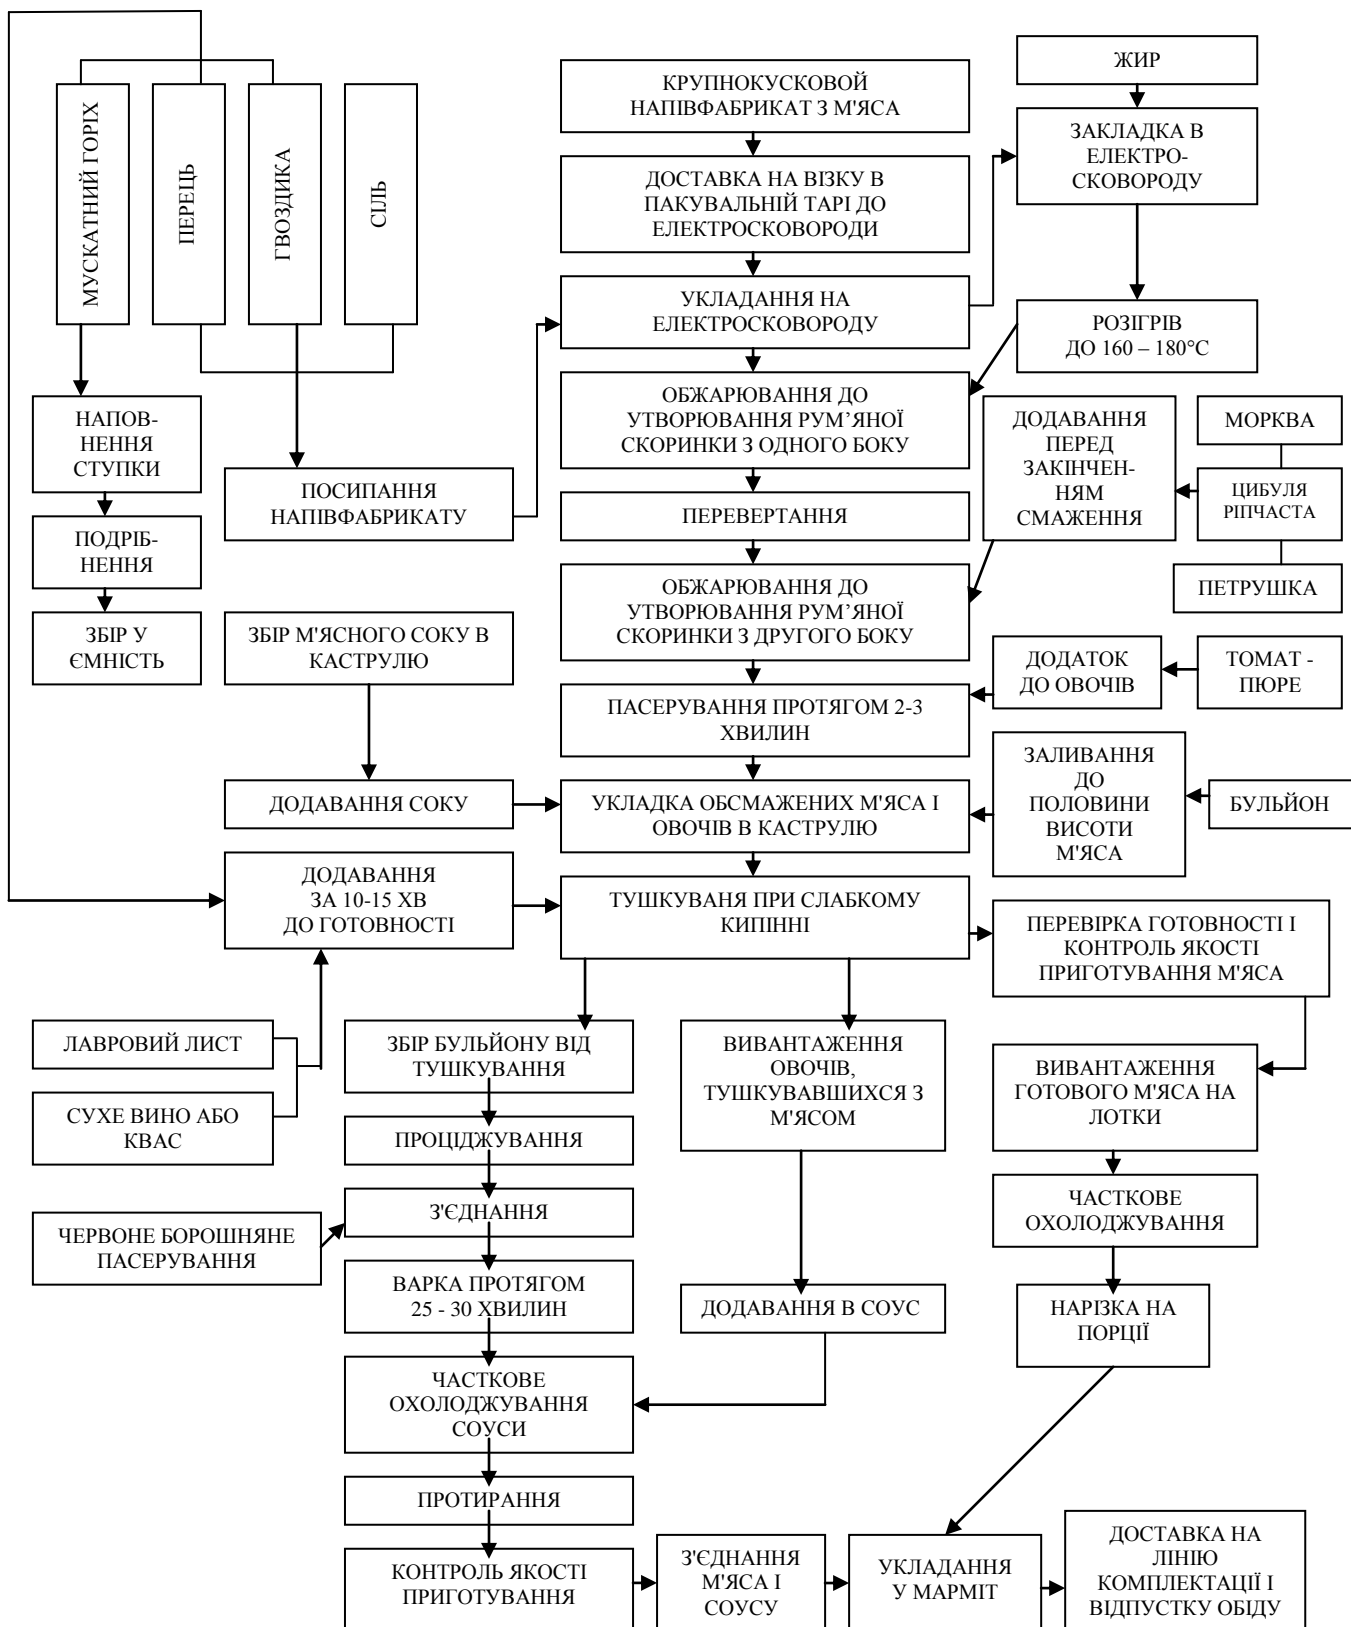 ЖИР
КРУПНОКУСКОВОЙ
НАПІВФАБРИКАТ З М'ЯСА
МУСКАТНИЙ ГОРІХ
ПЕРЕЦЬ
ГВОЗДИКА
СІЛЬ
ЗАКЛАДКА В
ЕЛЕКТРО-
СКОВОРОДУ
ДОСТАВКА НА ВІЗКУ В
ПАКУВАЛЬНІЙ ТАРІ ДО
ЕЛЕКТРОСКОВОРОДИ
УКЛАДАННЯ НА
ЕЛЕКТРОСКОВОРОДУ
РОЗІГРІВ
ДО 160 – 180°С
ОБЖАРЮВАННЯ ДО
УТВОРЮВАННЯ РУМ’ЯНОЇ
СКОРИНКИ З ОДНОГО БОКУ
НАПОВ-
НЕННЯ
СТУПКИ
ДОДАВАННЯ
ПЕРЕД
ЗАКІНЧЕН-
НЯМ
СМАЖЕННЯ
МОРКВА
ЦИБУЛЯ
РІПЧАСТА
ПЕТРУШКА
ПОСИПАННЯ
НАПІВФАБРИКАТУ
ПЕРЕВЕРТАННЯ
ПОДРІБ-
НЕННЯ
ОБЖАРЮВАННЯ ДО
УТВОРЮВАННЯ РУМ’ЯНОЇ
СКОРИНКИ З ДРУГОГО БОКУ
ЗБІР У
ЄМНІСТЬ
ЗБІР М'ЯСНОГО СОКУ В
КАСТРУЛЮ
ДОДАТОК
ДО ОВОЧІВ
ТОМАТ -
ПЮРЕ
ПАСЕРУВАННЯ ПРОТЯГОМ 2-3
ХВИЛИН
ЗАЛИВАННЯ
ДО
ПОЛОВИНИ
ВИСОТИ
М'ЯСА
БУЛЬЙОН
ДОДАВАННЯ СОКУ
УКЛАДКА ОБСМАЖЕНИХ М'ЯСА І
ОВОЧІВ В КАСТРУЛЮ
ДОДАВАННЯ
ЗА 10-15 ХВ
ДО ГОТОВНОСТІ
ТУШКУВАНЯ ПРИ СЛАБКОМУ
КИПІННІ
ПЕРЕВІРКА ГОТОВНОСТІ І
КОНТРОЛЬ ЯКОСТІ
ПРИГОТУВАННЯ М'ЯСА
ЛАВРОВИЙ ЛИСТ
ЗБІР БУЛЬЙОНУ ВІД
ТУШКУВАННЯ
ВИВАНТАЖЕННЯ
ОВОЧІВ,
ТУШКУВАВШИХСЯ З
М'ЯСОМ
ВИВАНТАЖЕННЯ
ГОТОВОГО М'ЯСА НА
ЛОТКИ
СУХЕ ВИНО АБО
КВАС
ПРОЦІДЖУВАННЯ
ЧАСТКОВЕ
ОХОЛОДЖУВАННЯ
З'ЄДНАННЯ
ЧЕРВОНЕ БОРОШНЯНЕ
ПАСЕРУВАННЯ
ВАРКА ПРОТЯГОМ
25 - 30 ХВИЛИН
ДОДАВАННЯ В СОУС
НАРІЗКА НА
ПОРЦІЇ
ЧАСТКОВЕ
ОХОЛОДЖУВАННЯ
СОУСИ
ПРОТИРАННЯ
КОНТРОЛЬ ЯКОСТІ
ПРИГОТУВАННЯ
З'ЄДНАННЯ
М'ЯСА І
СОУСУ
УКЛАДАННЯ
У МАРМІТ
ДОСТАВКА НА
ЛІНІЮ
КОМПЛЕКТАЦІЇ І
ВІДПУСТКУ ОБІДУ